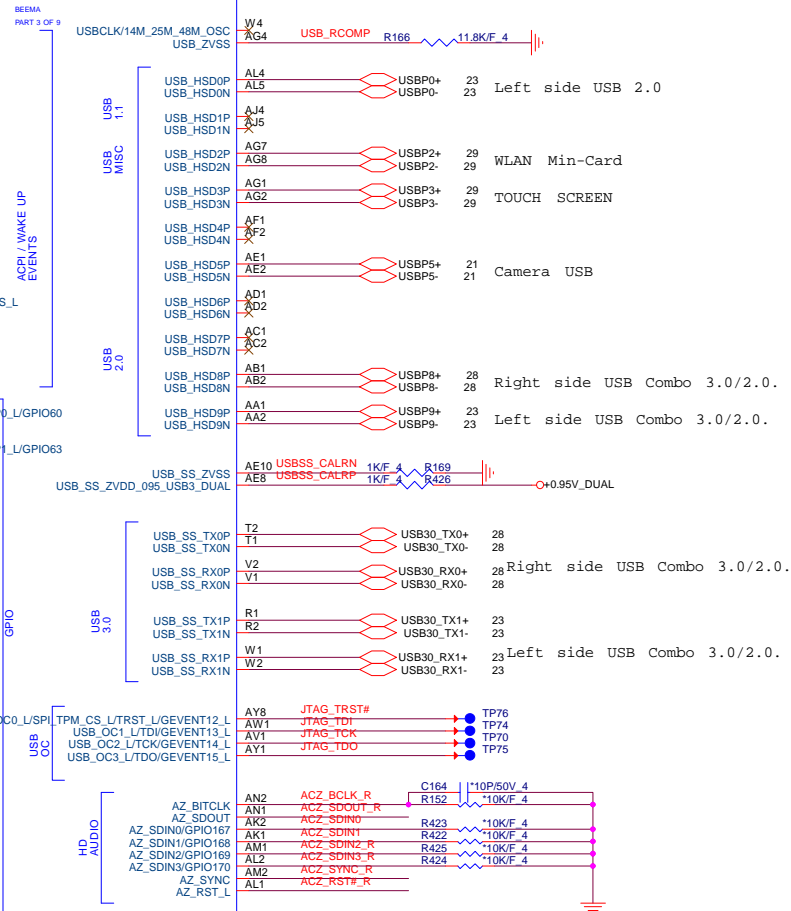 BEEMA
PART 3 OF 9
USBCLK/14M_25M_48M_OSC W4
USB_ZVSS AG4 USB_RCOMP R166 11.8K/F_4
USB_HSD0P AL4 USBP0+ 23
USB_HSD0N AL5 USBP0- 23
Left side USB 2.0
USB 1.1
USB_HSD1P AJ4
USB_HSD1N AJ5
USB MISC
USB_HSD2P AG7 USBP2+ 29
USB_HSD2N AG8 USBP2- 29
WLAN Min-Card
USB_HSD3P AG1 USBP3+ 29
USB_HSD3N AG2 USBP3- 29
TOUCH SCREEN
ACPI / WAKE UP EVENTS
USB_HSD4P AF1
USB_HSD4N AF2
USB_HSD5P AE1 USBP5+ 21
USB_HSD5N AE2 USBP5- 21
Camera USB
S_L
USB_HSD6P AD1
USB_HSD6N AD2
USB 2.0
USB_HSD7P AC1
USB_HSD7N AC2
USB_HSD8P AB1 USBP8+ 28
USB_HSD8N AB2 USBP8- 28
Right side USB Combo 3.0/2.0.
0_L/GPIO60
USB_HSD9P AA1 USBP9+ 23
USB_HSD9N AA2 USBP9- 23
Left side USB Combo 3.0/2.0.
1_L/GPIO63
USB_SS_ZVSS AE10 USBSS_CALRN 1K/F_4 R169
USB_SS_ZVDD_095_USB3_DUAL AE8 USBSS_CALRP 1K/F_4 R426 +0.95V_DUAL
GPIO
USB 3.0
USB_SS_TX0P T2 USB30_TX0+ 28
USB_SS_TX0N T1 USB30_TX0- 28
USB_SS_RX0P V2 USB30_RX0+ 28
USB_SS_RX0N V1 USB30_RX0- 28
Right side USB Combo 3.0/2.0.
USB_SS_TX1P R1 USB30_TX1+ 23
USB_SS_TX1N R2 USB30_TX1- 23
USB_SS_RX1P W1 USB30_RX1+ 23
USB_SS_RX1N W2 USB30_RX1- 23
Left side USB Combo 3.0/2.0.
USB OC
OC0_L/SPI_TPM_CS_L/TRST_L/GEVENT12_L AY8 JTAG_TRST# TP76
USB_OC1_L/TDI/GEVENT13_L AW1 JTAG_TDI TP74
USB_OC2_L/TCK/GEVENT14_L AV1 JTAG_TCK TP70
USB_OC3_L/TDO/GEVENT15_L AY1 JTAG_TDO TP75
HD AUDIO
C164 *10P/50V_4
AZ_BITCLK AN2 ACZ_BCLK_R R152 *10K/F_4
AZ_SDOUT AN1 ACZ_SDOUT_R
AZ_SDIN0/GPIO167 AK2 ACZ_SDIN0 R423 *10K/F_4
AZ_SDIN1/GPIO168 AK1 ACZ_SDIN1 R422 *10K/F_4
AZ_SDIN2/GPIO169 AM1 ACZ_SDIN2_R R425 *10K/F_4
AZ_SDIN3/GPIO170 AL2 ACZ_SDIN3_R R424 *10K/F_4
AZ_SYNC AM2 ACZ_SYNC_R
AZ_RST_L AL1 ACZ_RST#_R